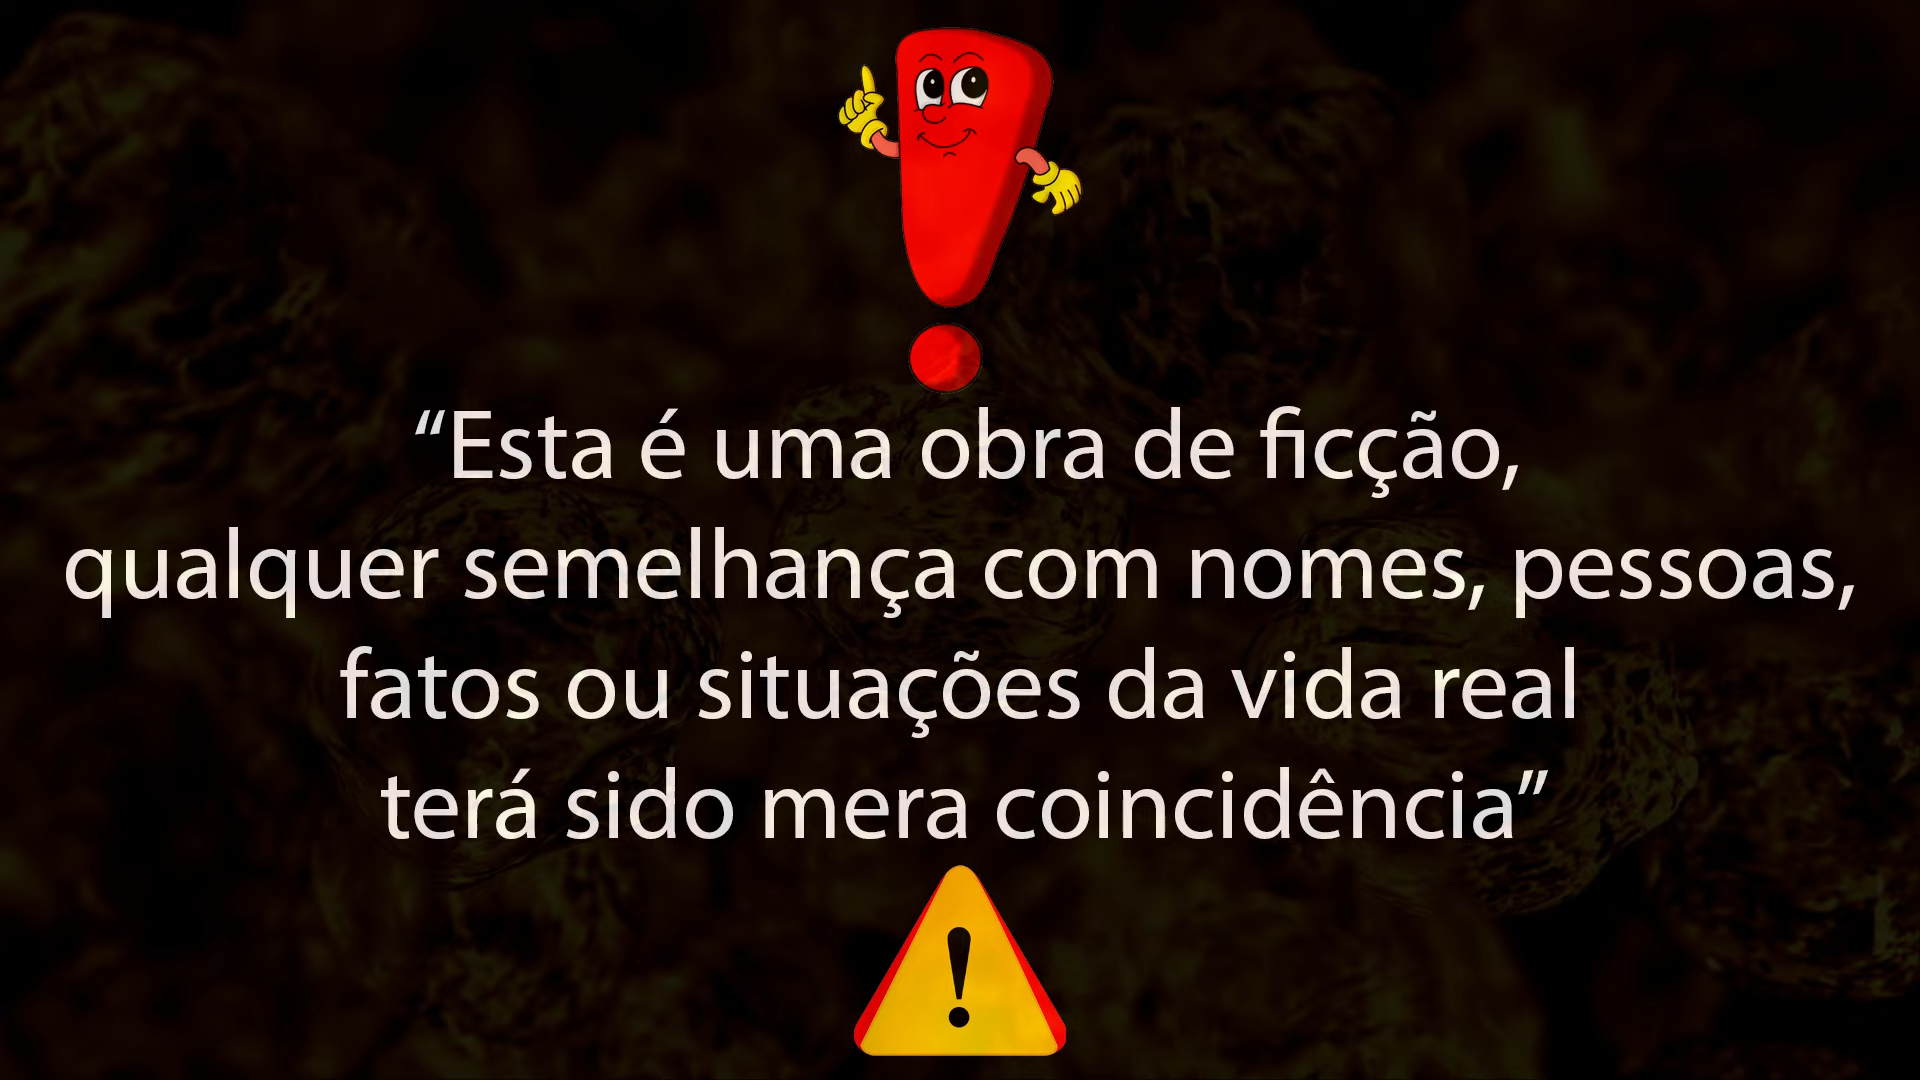 “Esta é uma obra de ficção,
qualquer semelhança com nomes, pessoas,
fatos ou situações da vida real
terá sido mera coincidência”
!